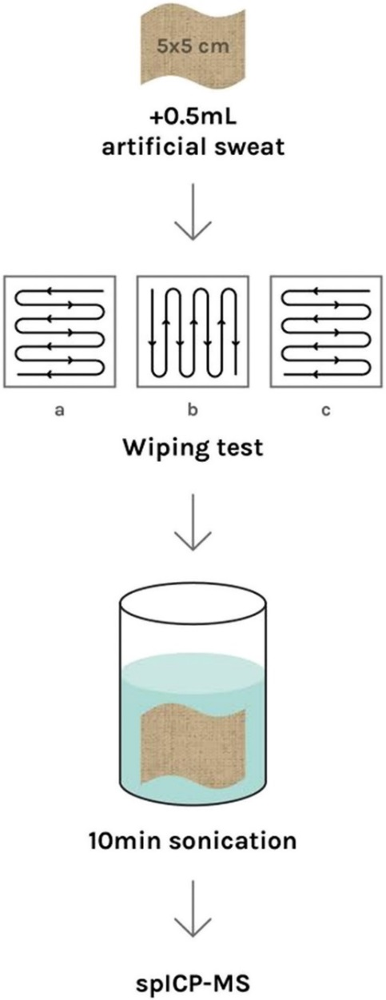 5x5 cm
+0.5mL
artificial sweat
a b c
Wiping test
10min sonication
spICP-MS